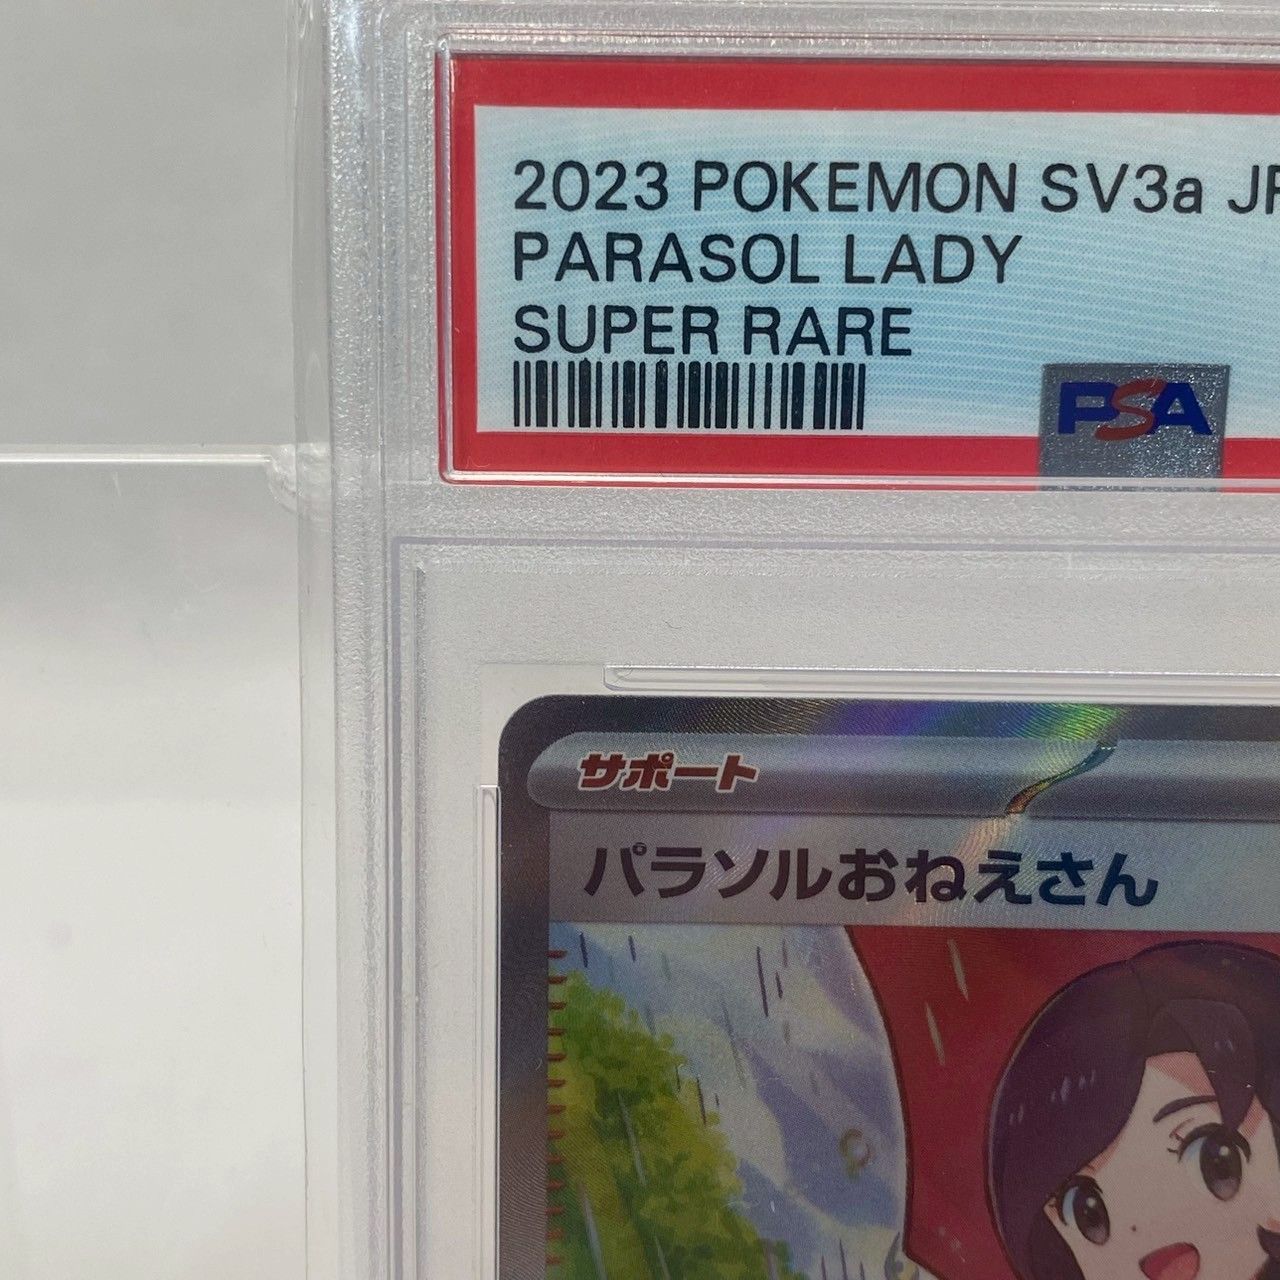 2023 POKEMON SV3a JP
PARASOL LADY
SUPER RARE
PSA
サポート
パラソルおねえさん